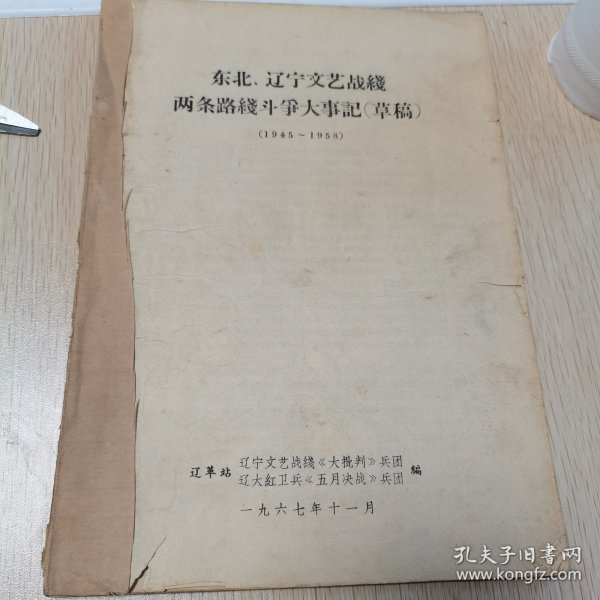 东北、辽宁文艺战綫
两条路綫斗爭大事記(草稿)
(1945~1958)
辽革站 辽宁文艺战綫《大批判》兵团 編
辽大紅卫兵《五月决战》兵团
一九六七年十一月
孔夫子旧书网
www.kongfz.com